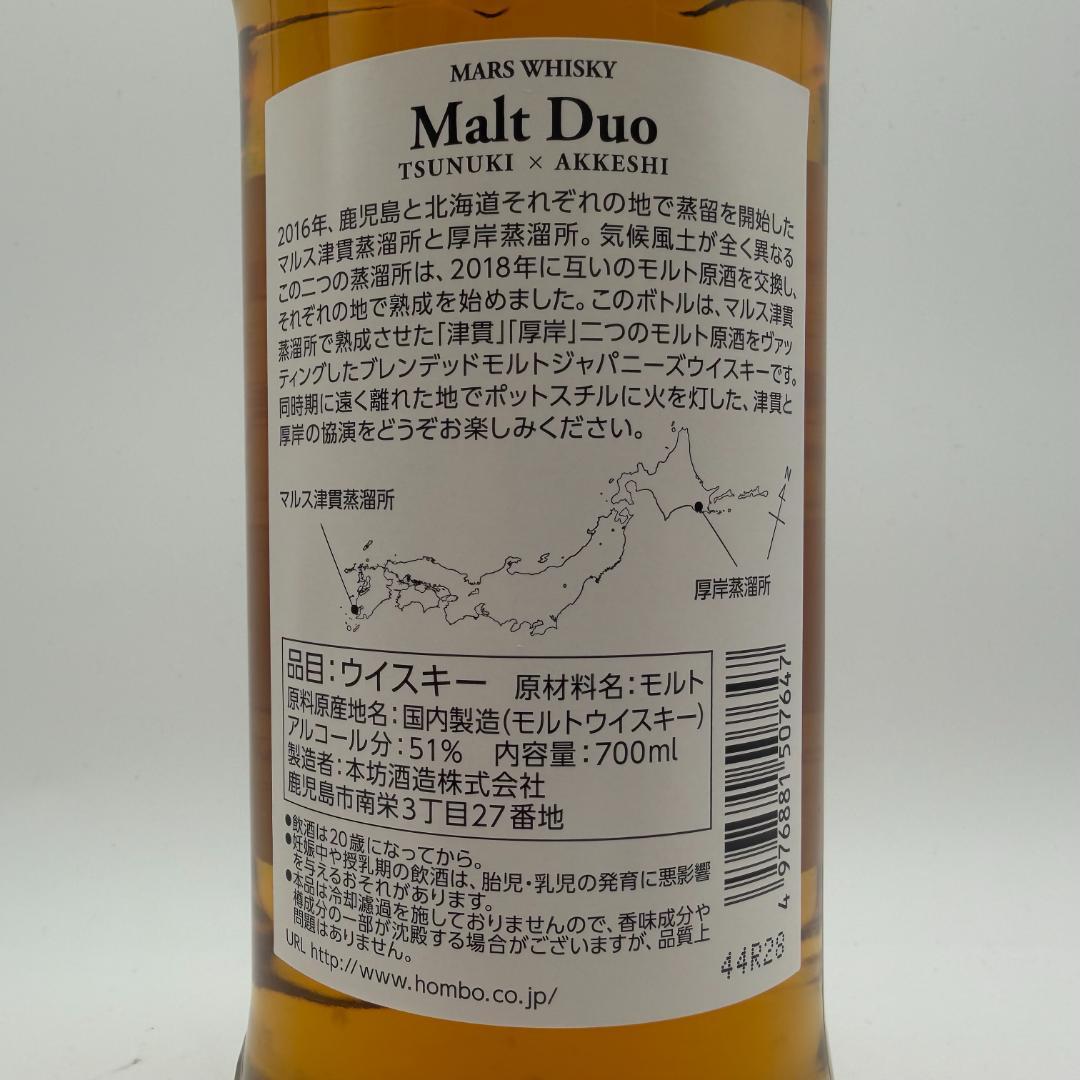 MARS WHISKY
Malt Duo
TSUNUKI × AKKESHI
2016年、鹿児島と北海道それぞれの地で蒸留を開始した
マルス津貫蒸溜所と厚岸蒸溜所。気候風土が全く異なる
この二つの蒸溜所は、2018年に互いのモルト原酒を交換し、
それぞれの地で熟成を始めました。このボトルは、マルス津貫
蒸溜所で熟成させた「津貫」「厚岸」二つのモルト原酒をヴァッ
ティングしたブレンデッドモルトジャパニーズウイスキーです。
同時期に遠く離れた地でポットスチルに火を灯した、津貫と
厚岸の協演をどうぞお楽しみください。
N
マルス津貫蒸溜所
厚岸蒸溜所
品目：ウイスキー 原材料名：モルト
原料原産地名：国内製造(モルトウイスキー)
アルコール分：51% 内容量：700ml
製造者：本坊酒造株式会社
鹿児島市南栄3丁目27番地
4 976881 507647
●飲酒は20歳になってから。
●妊娠中や授乳期の飲酒は、胎児・乳児の発育に悪影響
を与えるおそれがあります。
●本品は冷却濾過を施しておりませんので、香味成分や
樽成分の一部が沈殿する場合がございますが、品質上
問題はありません。
URL http://www.hombo.co.jp/
44R28